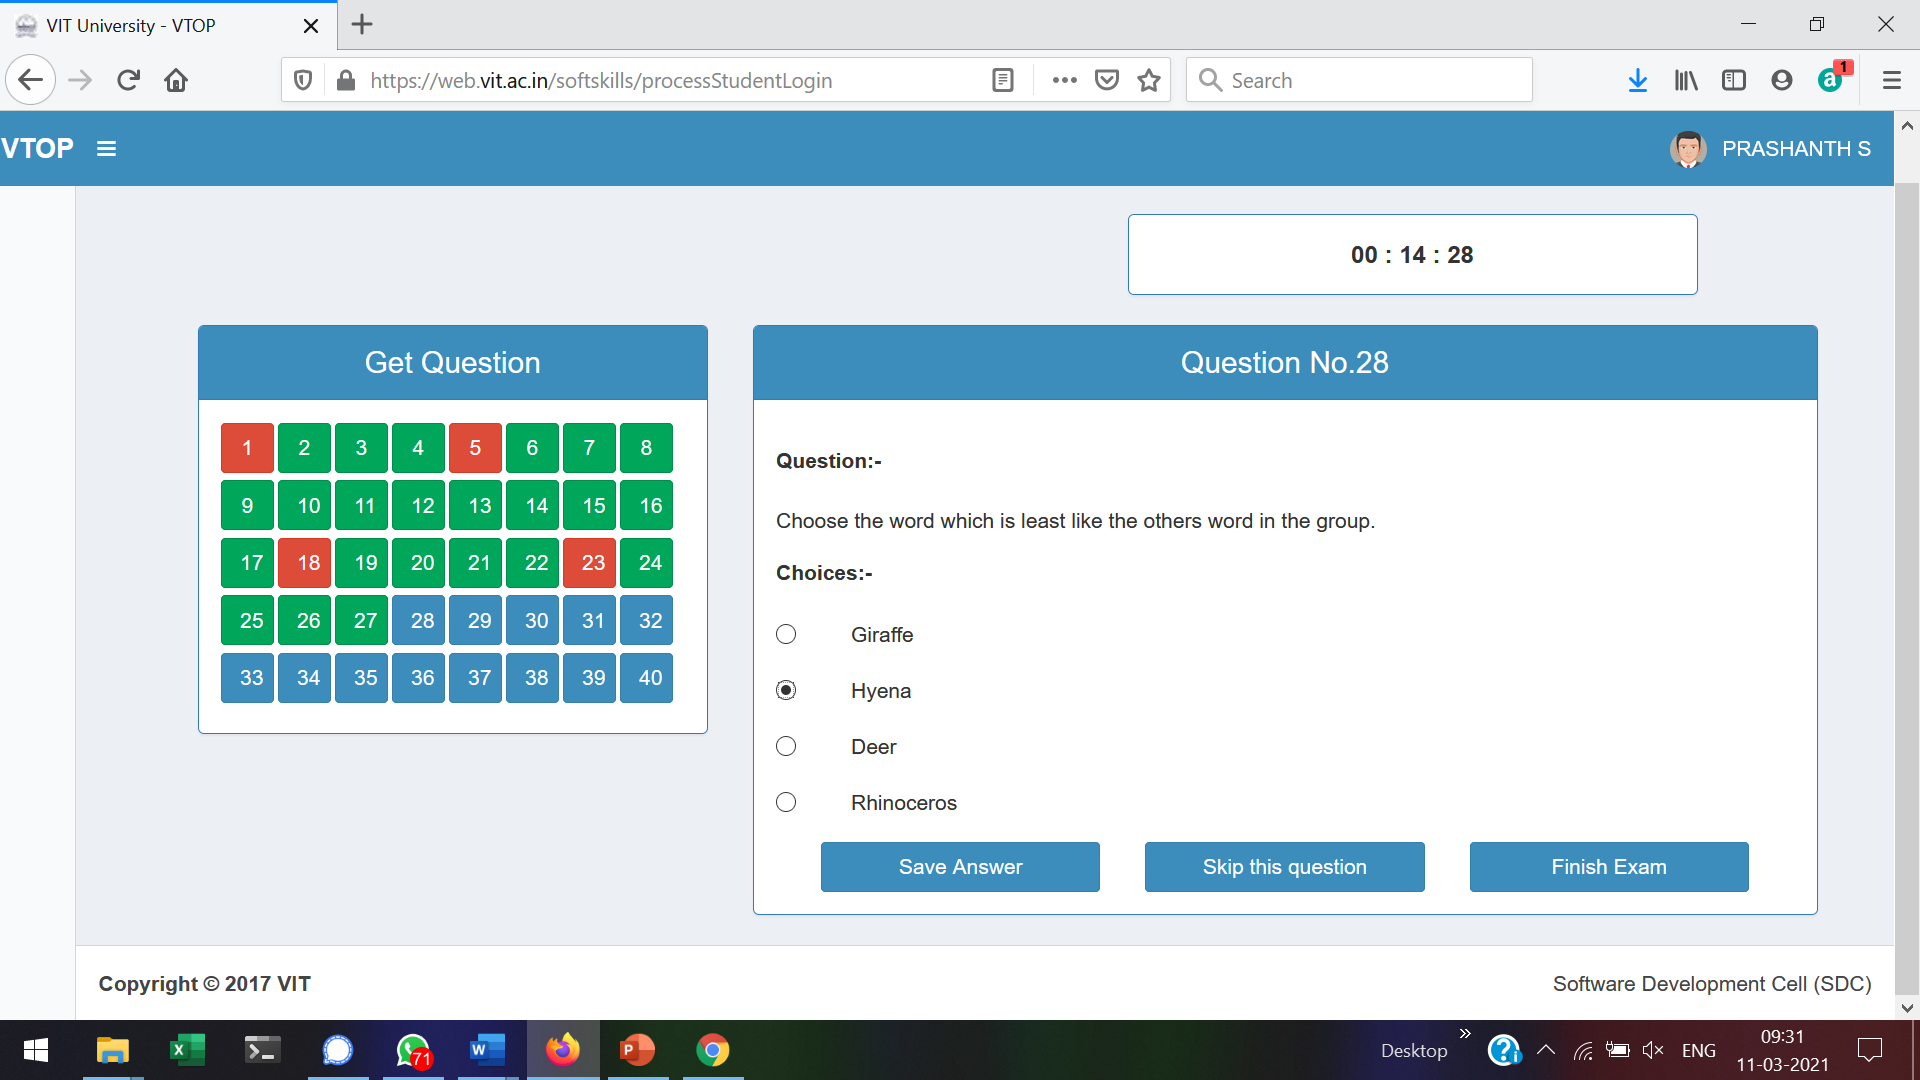 VIT University - VTOP
https://web.vit.ac.in/softskills/processStudentLogin
Search
1
VTOP
PRASHANTH S
00 : 14 : 28
Get Question
1 2 3 4 5 6 7 8
9 10 11 12 13 14 15 16
17 18 19 20 21 22 23 24
25 26 27 28 29 30 31 32
33 34 35 36 37 38 39 40
Question No.28
Question:-
Choose the word which is least like the others word in the group.
Choices:-
Giraffe
Hyena
Deer
Rhinoceros
Save Answer
Skip this question
Finish Exam
Copyright © 2017 VIT
Software Development Cell (SDC)
71
Desktop
ENG
09:31
11-03-2021